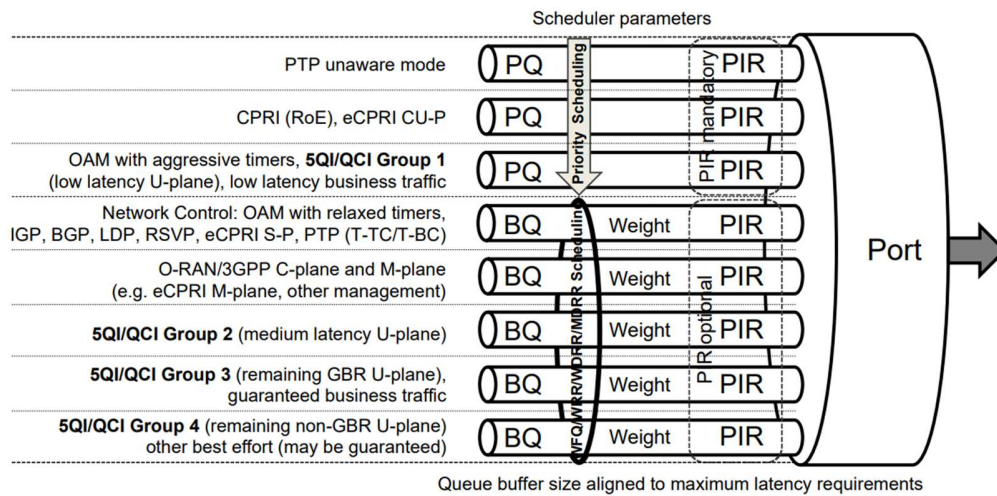 Scheduler parameters
PTP unaware mode
PQ
PIR
CPRI (RoE), eCPRI CU-P
PQ
PIR
OAM with aggressive timers, 5QI/QCI Group 1
(low latency U-plane), low latency business traffic
PQ
PIR
Priority Scheduling
PIR mandatory
Network Control: OAM with relaxed timers,
IGP, BGP, LDP, RSVP, eCPRI S-P, PTP (T-TC/T-BC)
BQ
Weight
PIR
O-RAN/3GPP C-plane and M-plane
(e.g. eCPRI M-plane, other management)
BQ
Weight
PIR
5QI/QCI Group 2 (medium latency U-plane)
BQ
Weight
PIR
5QI/QCI Group 3 (remaining GBR U-plane),
guaranteed business traffic
BQ
Weight
PIR
5QI/QCI Group 4 (remaining non-GBR U-plane)
other best effort (may be guaranteed)
BQ
Weight
PIR
WFQ/WRR/WDRR/MDRR Scheduling
PIR optional
Port
Queue buffer size aligned to maximum latency requirements